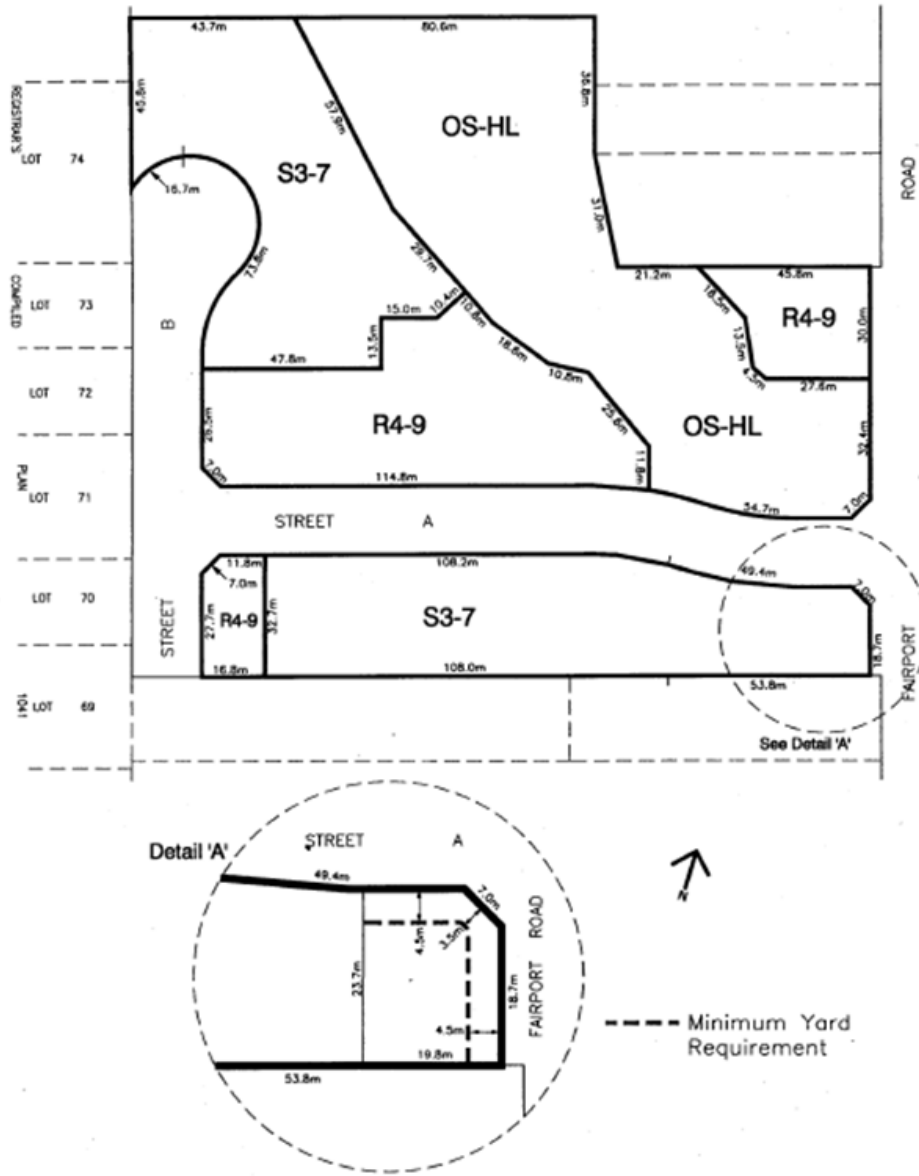 43.7m
80.6m
45.8m
36.8m
57.9m
OS-HL
REGISTRAR'S
LOT 74
S3-7
16.7m
ROAD
31.0m
73.8m
29.7m
21.2m
45.8m
COMPILED
LOT 73
B
15.0m
10.4m
10.8m
18.5m
R4-9
30.0m
13.5m
18.6m
13.5m
47.8m
10.8m
4.5m
27.6m
LOT 72
28.5m
R4-9
25.6m
OS-HL
32.4m
PLAN
LOT 71
7.0m
114.8m
11.8m
34.7m
7.0m
STREET A
11.8m
108.2m
49.4m
7.0m
7.0m
LOT 70
27.7m
R4-9
32.7m
S3-7
18.7m
STREET
16.8m
108.0m
53.8m
FAIRPORT
1041
LOT 69
See Detail 'A'
Detail 'A'
STREET A
49.4m
7.0m
3.5m
4.5m
23.7m
18.7m
FAIRPORT ROAD
4.5m
19.8m
53.8m
N
Minimum Yard
Requirement